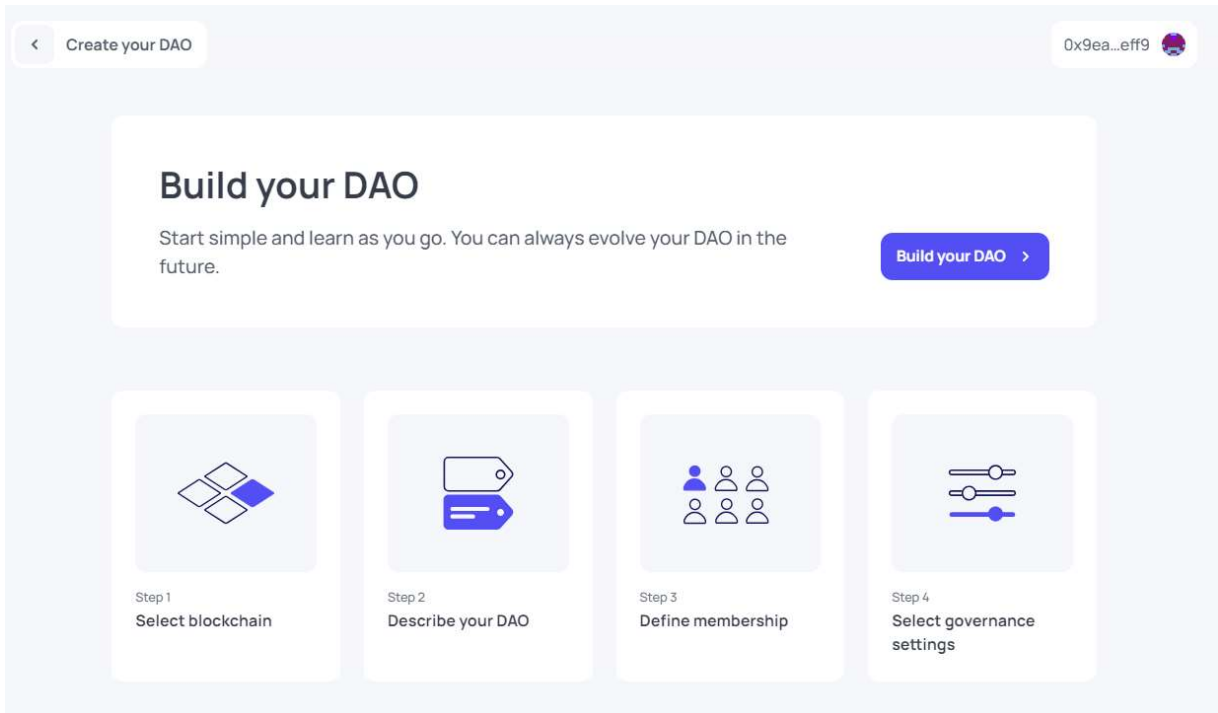 Create your DAO
0x9ea...eff9
Build your DAO
Start simple and learn as you go. You can always evolve your DAO in the
future.
Build your DAO
Step 1
Select blockchain
Step 2
Describe your DAO
Step 3
Define membership
Step 4
Select governance
settings